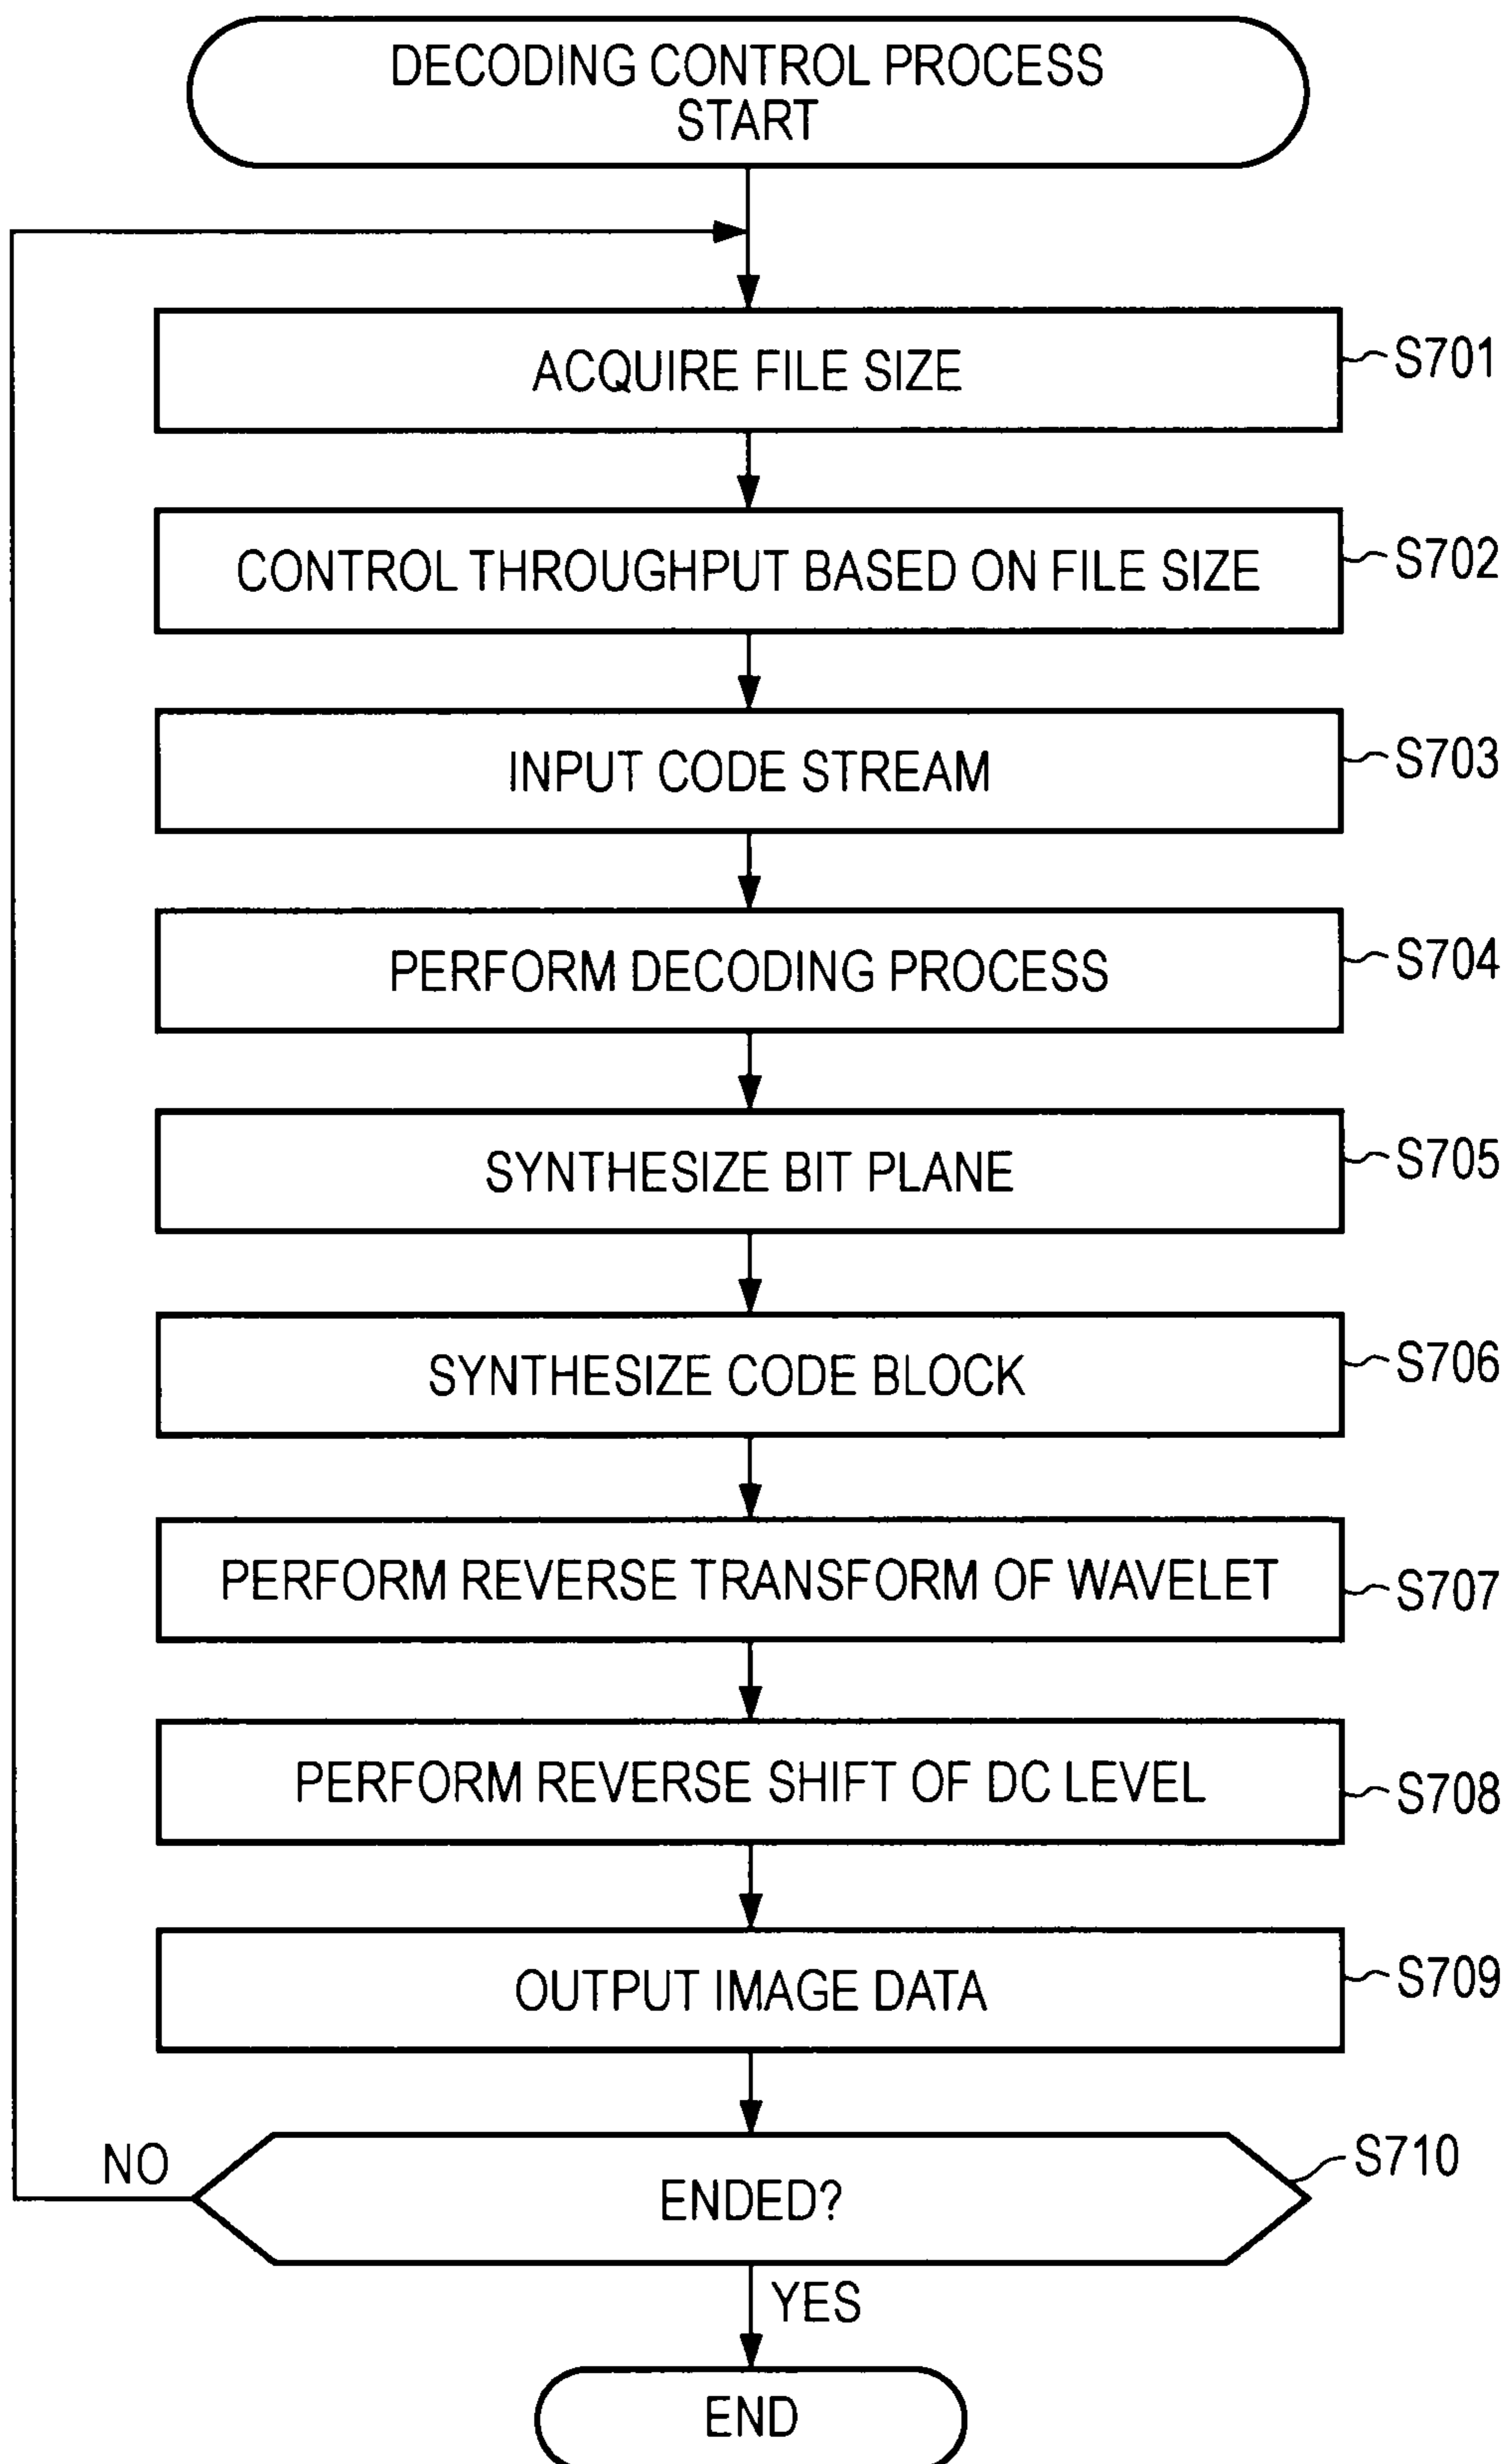 DECODING CONTROL PROCESS
START
ACQUIRE FILE SIZE
S701
CONTROL THROUGHPUT BASED ON FILE SIZE
S702
INPUT CODE STREAM
S703
PERFORM DECODING PROCESS
S704
SYNTHESIZE BIT PLANE
S705
SYNTHESIZE CODE BLOCK
S706
PERFORM REVERSE TRANSFORM OF WAVELET
S707
PERFORM REVERSE SHIFT OF DC LEVEL
S708
OUTPUT IMAGE DATA
S709
NO
ENDED?
S710
YES
END